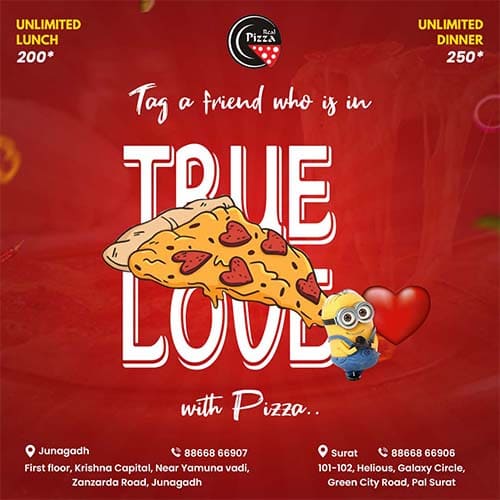 UNLIMITED
LUNCH
200*
Real
Pizza
UNLIMITED
DINNER
250*
Tag a friend who is in
TRUE
LOVE
with Pizza..
Junagadh
88668 66907
First floor, Krishna Capital, Near Yamuna vadi,
Zanzarda Road, Junagadh
Surat
88666 66906
101-102, Helious, Galaxy Circle,
Green City Road, Pal Surat